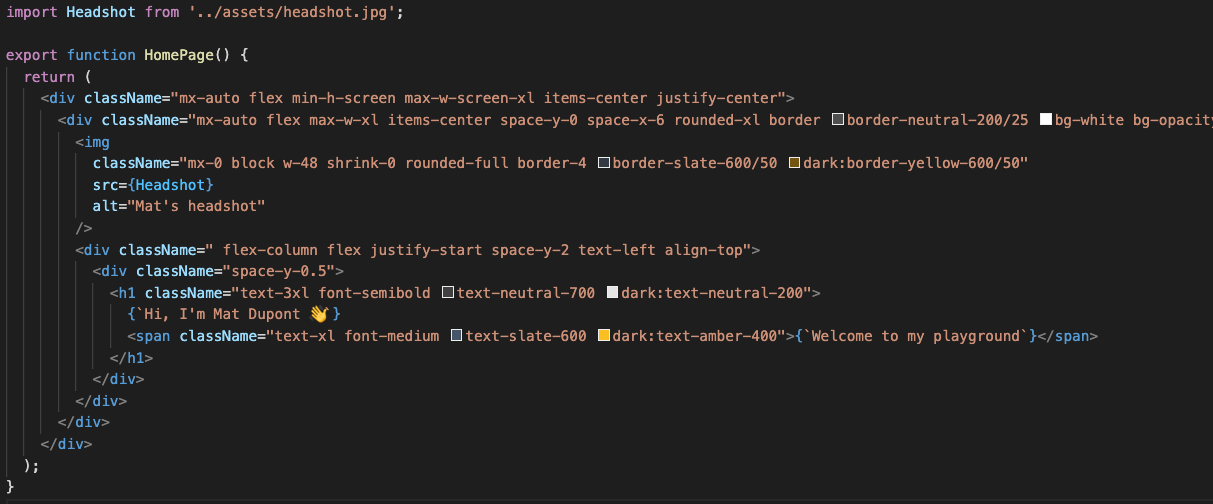 import Headshot from '../assets/headshot.jpg';

export function HomePage() {
  return (
    <div className="mx-auto flex min-h-screen max-w-screen-xl items-center justify-center">
      <div className="mx-auto flex max-w-xl items-center space-y-0 space-x-6 rounded-xl border border-neutral-200/25 bg-white bg-opacity
        <img
          className="mx-0 block w-48 shrink-0 rounded-full border-4 border-slate-600/50 dark:border-yellow-600/50"
          src={Headshot}
          alt="Mat's headshot"
        />
        <div className=" flex-column flex justify-start space-y-2 text-left align-top">
          <div className="space-y-0.5">
            <h1 className="text-3xl font-semibold text-neutral-700 dark:text-neutral-200">
              {`Hi, I'm Mat Dupont 👋}
              <span className="text-xl font-medium text-slate-600 dark:text-amber-400">{`Welcome to my playground`}</span>
            </h1>
          </div>
        </div>
      </div>
    </div>
  );
}